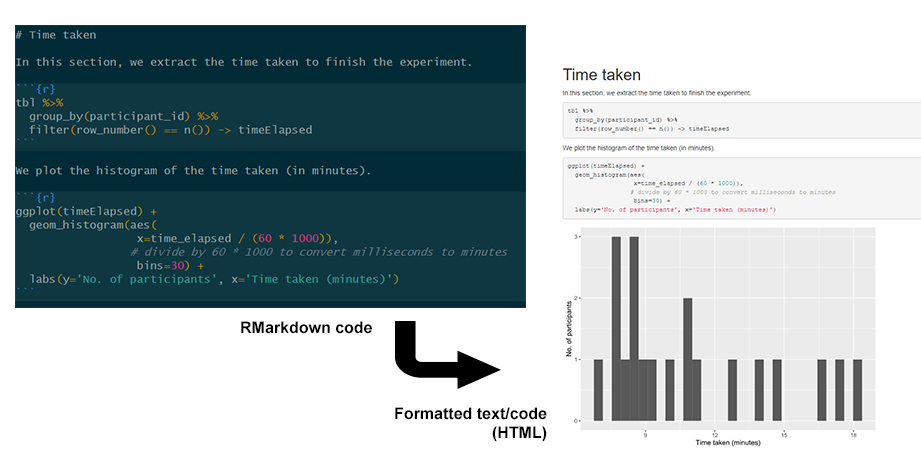 # Time taken
In this section, we extract the time taken to finish the experiment.
```{r}
tbl %>%
  group_by(participant_id) %>%
  filter(row_number() == n()) -> timeElapsed
```
We plot the histogram of the time taken (in minutes).
```{r}
ggplot(timeElapsed) +
  geom_histogram(aes(
                  x=time_elapsed / (60 * 1000)),
                 # divide by 60 * 1000 to convert milliseconds to minutes
                  bins=30) +
  labs(y='No. of participants', x='Time taken (minutes)')
```
RMarkdown code
Formatted text/code
(HTML)
Time taken
In this section, we extract the time taken to finish the experiment.
tbl %>%
  group_by(participant_id) %>%
  filter(row_number() == n()) -> timeElapsed
We plot the histogram of the time taken (in minutes).
ggplot(timeElapsed) +
  geom_histogram(aes(
                  x=time_elapsed / (60 * 1000)),
                 # divide by 60 * 1000 to convert milliseconds to minutes
                  bins=30) +
  labs(y='No. of participants', x='Time taken (minutes)')
No. of participants
3
2
1
0
9 12 15 18
Time taken (minutes)